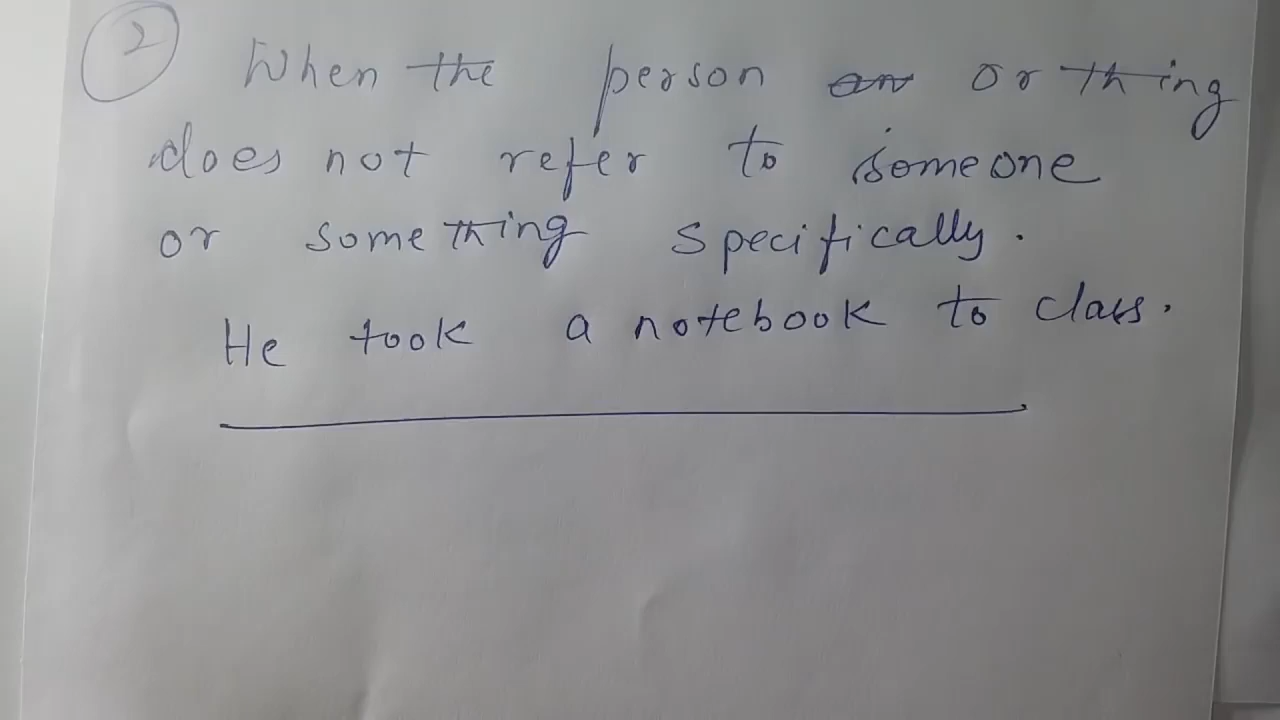 2 When the person or thing
does not refer to someone
or something specifically.
He took a notebook to class.